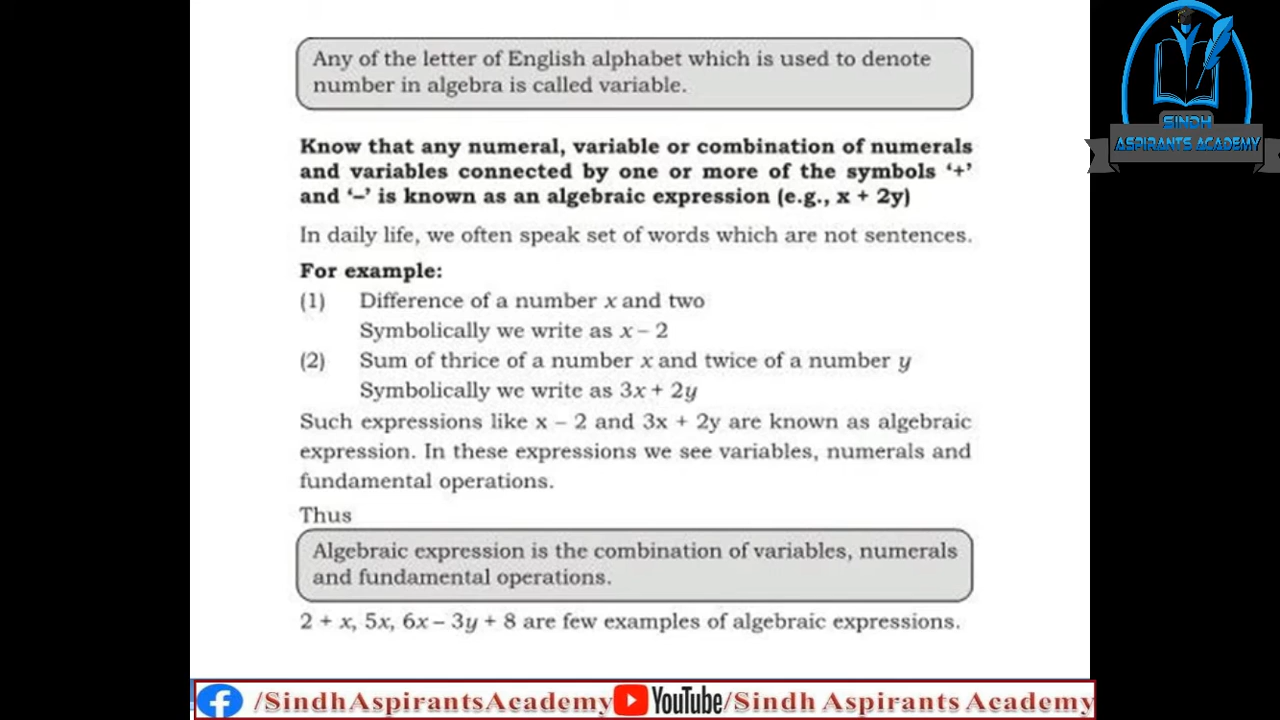 Any of the letter of English alphabet which is used to denote
number in algebra is called variable.
Know that any numeral, variable or combination of numerals
and variables connected by one or more of the symbols ‘+’
and ‘–’ is known as an algebraic expression (e.g., x + 2y)
In daily life, we often speak set of words which are not sentences.
For example:
(1) Difference of a number x and two
Symbolically we write as x – 2
(2) Sum of thrice of a number x and twice of a number y
Symbolically we write as 3x + 2y
Such expressions like x – 2 and 3x + 2y are known as algebraic
expression. In these expressions we see variables, numerals and
fundamental operations.
Thus
Algebraic expression is the combination of variables, numerals
and fundamental operations.
2 + x, 5x, 6x – 3y + 8 are few examples of algebraic expressions.
SINDH
ASPIRANTS ACADEMY
/SindhAspirantsAcademy YouTube/Sindh Aspirants Academy